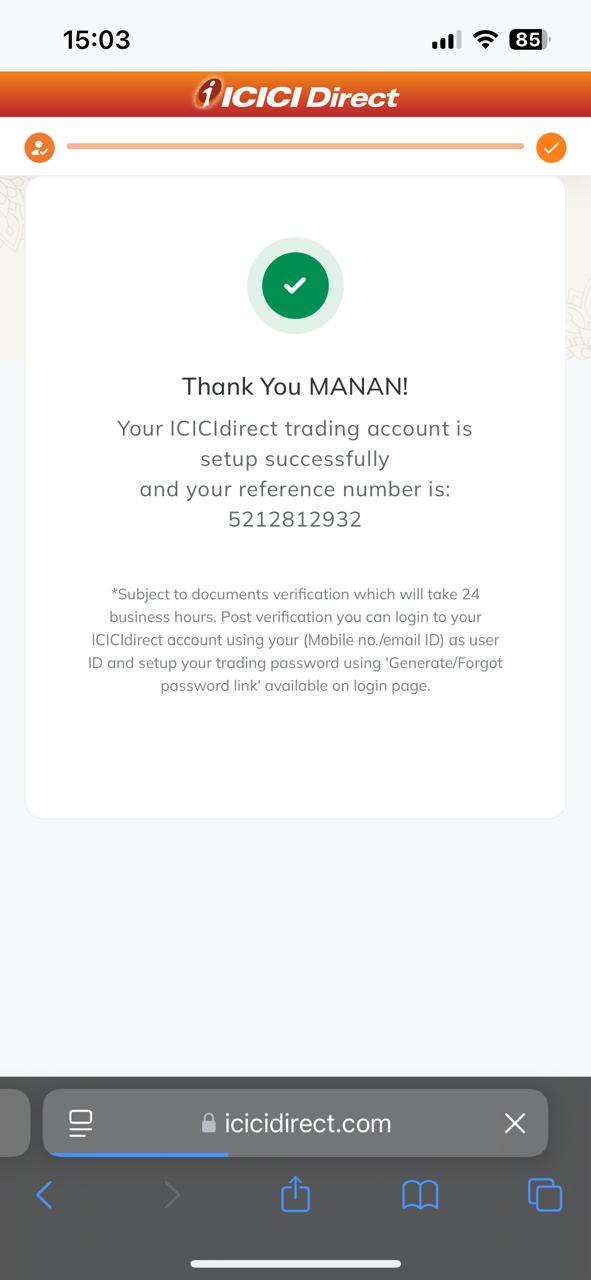 15:03
85
ICICI Direct
Thank You MANAN!
Your ICICIdirect trading account is
setup successfully
and your reference number is:
5212812932
*Subject to documents verification which will take 24
business hours. Post verification you can login to your
ICICIdirect account using your (Mobile no./email ID) as user
ID and setup your trading password using 'Generate/Forgot
password link' available on login page.
icicidirect.com